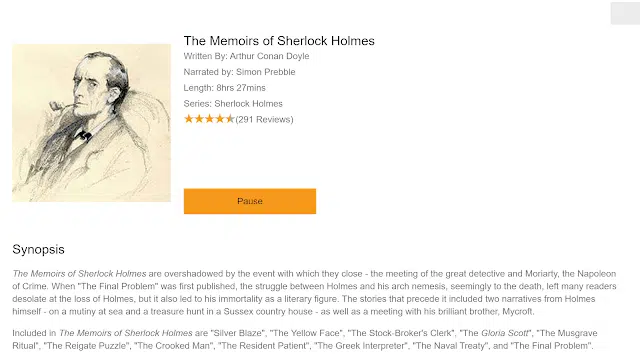 The Memoirs of Sherlock Holmes
Written By: Arthur Conan Doyle
Narrated by: Simon Prebble
Length: 8hrs 27mins
Series: Sherlock Holmes
(291 Reviews)
Pause
Synopsis
The Memoirs of Sherlock Holmes are overshadowed by the event with which they close - the meeting of the great detective and Moriarty, the Napoleon
of Crime. When "The Final Problem" was first published, the struggle between Holmes and his arch nemesis, seemingly to the death, left many readers
desolate at the loss of Holmes, but it also led to his immortality as a literary figure. The stories that precede it included two narratives from Holmes
himself - on a mutiny at sea and a treasure hunt in a Sussex country house - as well as a meeting with his brilliant brother, Mycroft.
Included in The Memoirs of Sherlock Holmes are "Silver Blaze", "The Yellow Face", "The Stock-Broker's Clerk", "The Gloria Scott", "The Musgrave
Ritual", "The Reigate Puzzle", "The Crooked Man", "The Resident Patient", "The Greek Interpreter", "The Naval Treaty", and "The Final Problem".